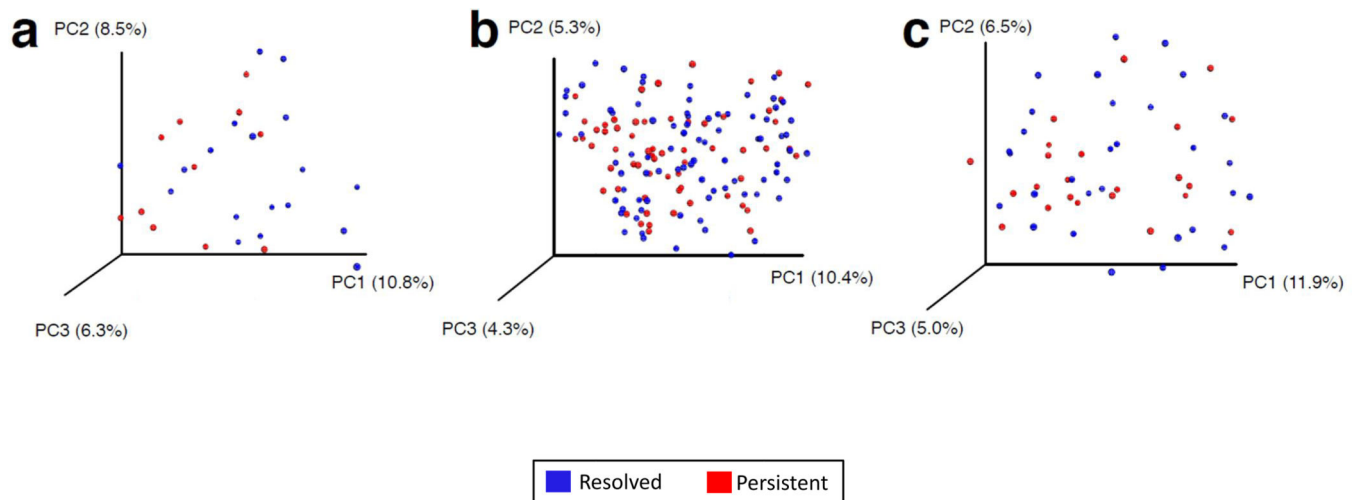 a
PC2 (8.5%)
PC1 (10.8%)
PC3 (6.3%)
b
PC2 (5.3%)
PC1 (10.4%)
PC3 (4.3%)
c
PC2 (6.5%)
PC1 (11.9%)
PC3 (5.0%)
Resolved
Persistent